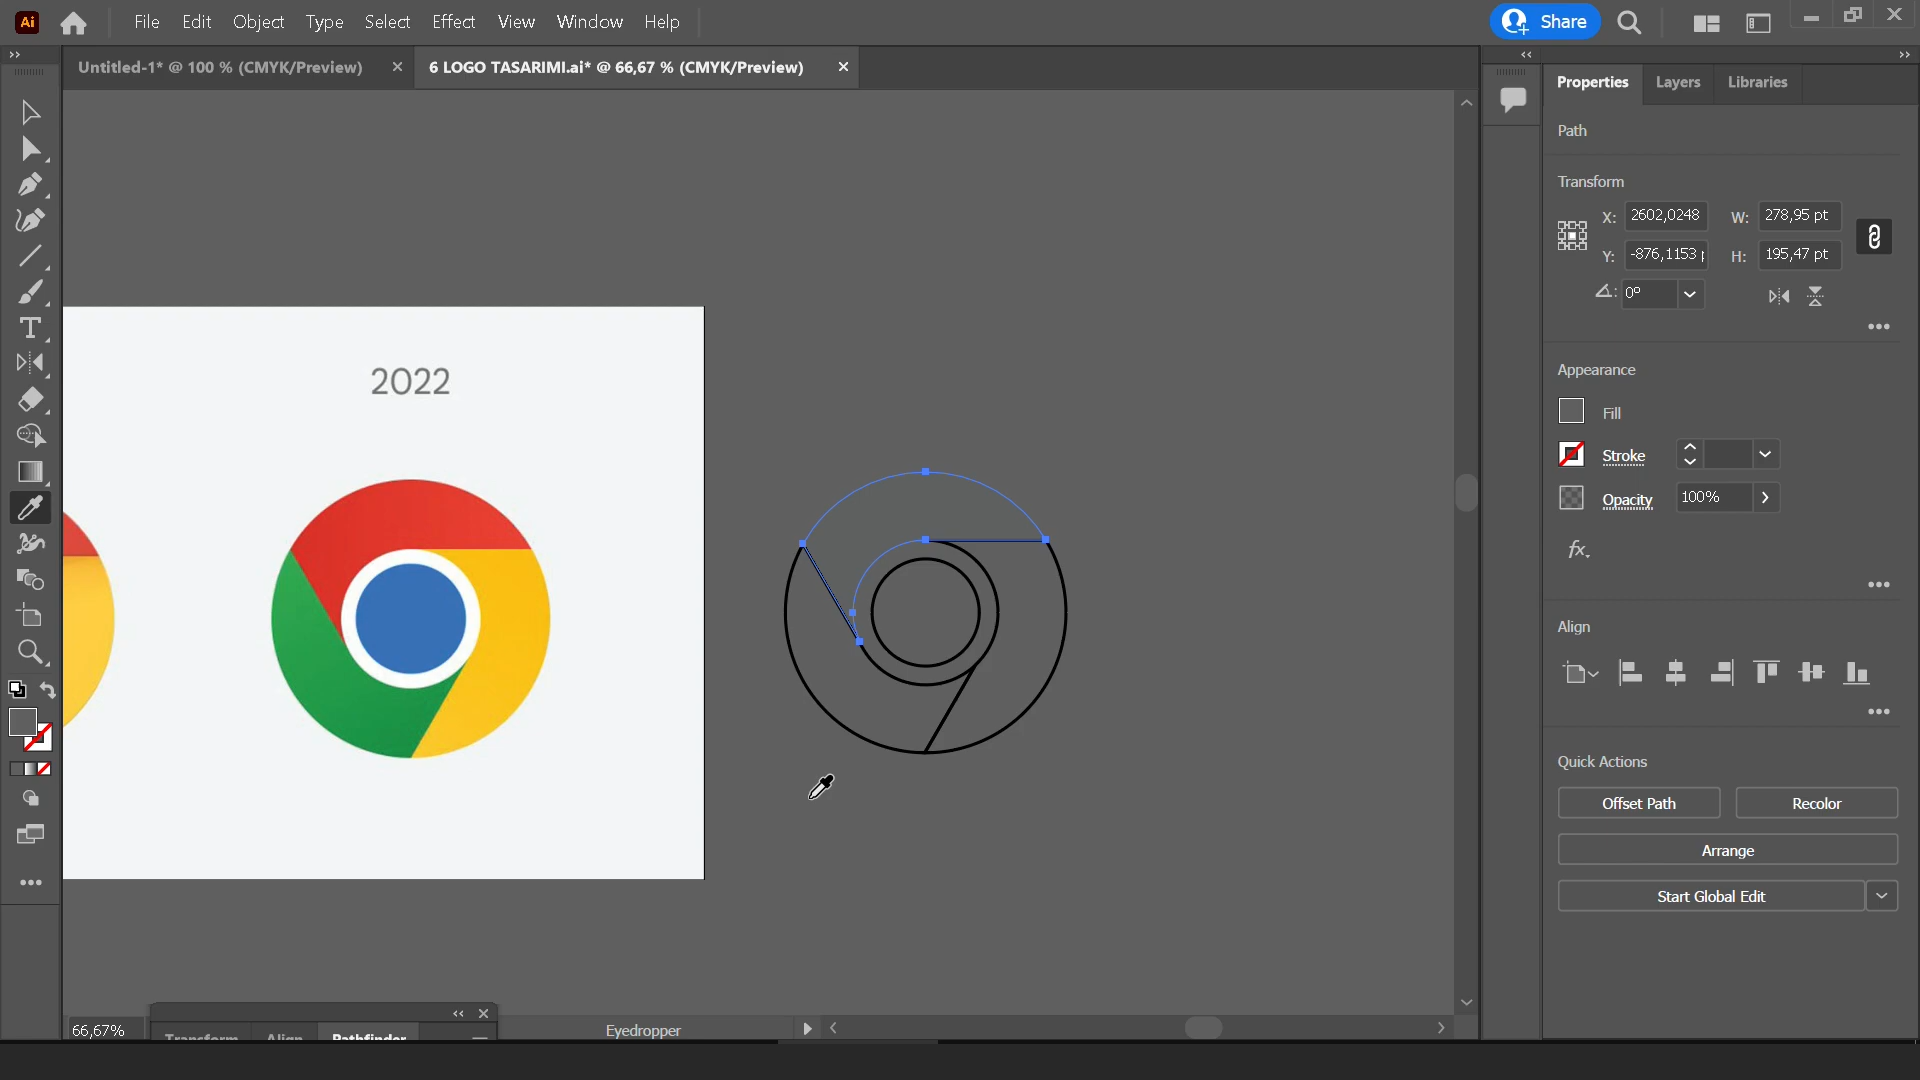 Ai File Edit Object Type Select Effect View Window Help Share
Untitled-1* @ 100 % (CMYK/Preview) 6 LOGO TASARIMI.ai* @ 66,67 % (CMYK/Preview)
Properties Layers Libraries
Path
Transform
X: 2602,0248 W: 278,95 pt
Y: -876,1153 H: 195,47 pt
0°
Appearance
Fill
Stroke
Opacity 100%
fx
Align
Quick Actions
Offset Path Recolor
Arrange
Start Global Edit
2022
66,67%
Transform Align Pathfinder
Eyedropper